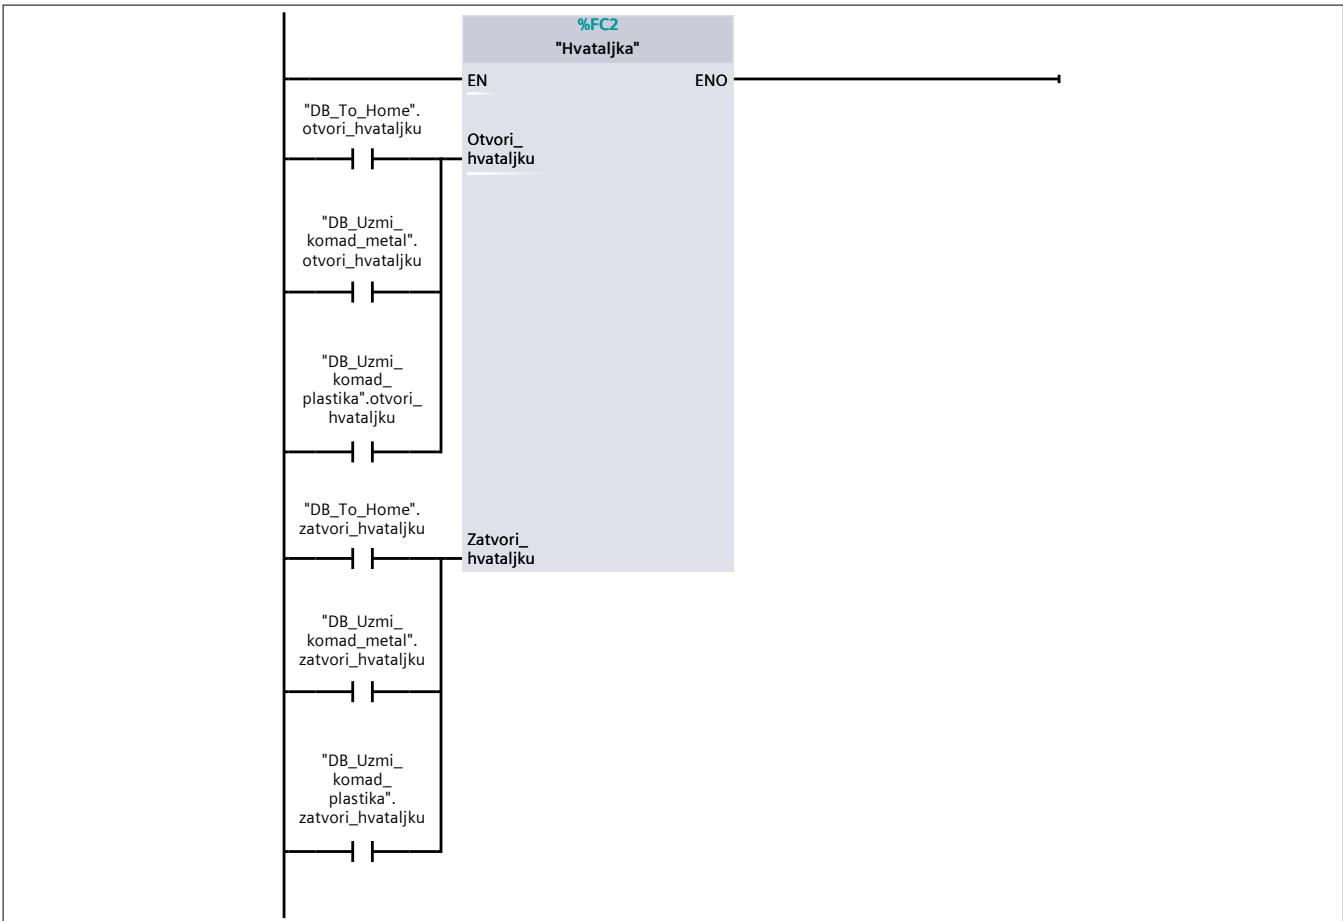 %FC2
"Hvataljka"
EN
ENO
"DB_To_Home".
otvori_hvataljku
Otvori_
hvataljku
"DB_Uzmi_
komad_metal".
otvori_hvataljku
"DB_Uzmi_
komad_
plastika".otvori_
hvataljku
"DB_To_Home".
zatvori_hvataljku
Zatvori_
hvataljku
"DB_Uzmi_
komad_metal".
zatvori_hvataljku
"DB_Uzmi_
komad_
plastika".
zatvori_hvataljku